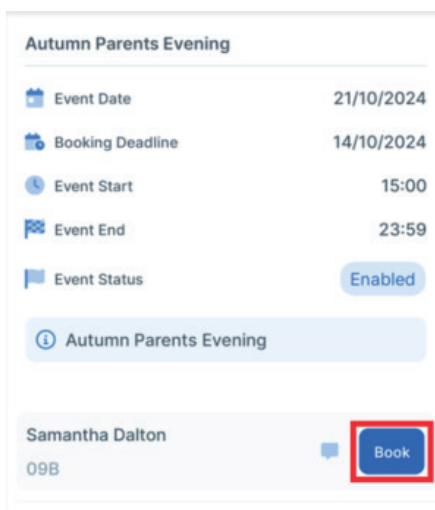 Autumn Parents Evening
Event Date 21/10/2024
Booking Deadline 14/10/2024
Event Start 15:00
Event End 23:59
Event Status Enabled
Autumn Parents Evening
Samantha Dalton
Book
09B